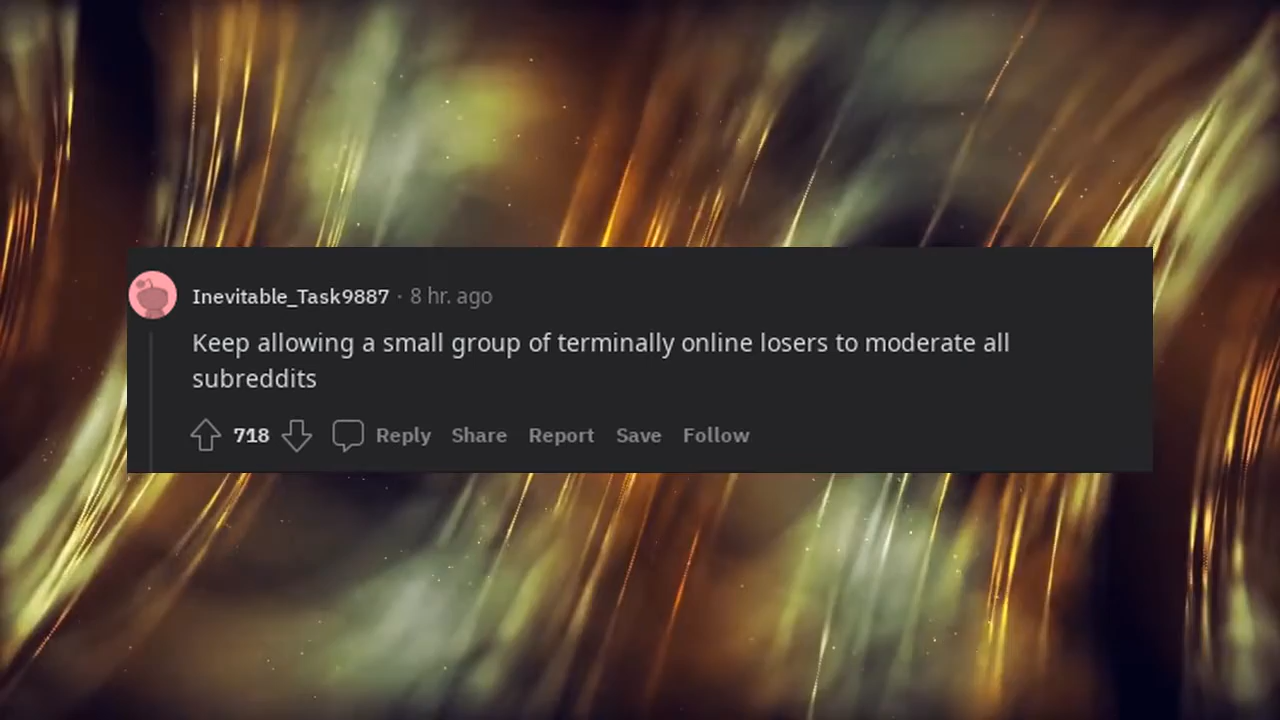 Inevitable_Task9887 · 8 hr. ago
Keep allowing a small group of terminally online losers to moderate all
subreddits
718 Reply Share Report Save Follow